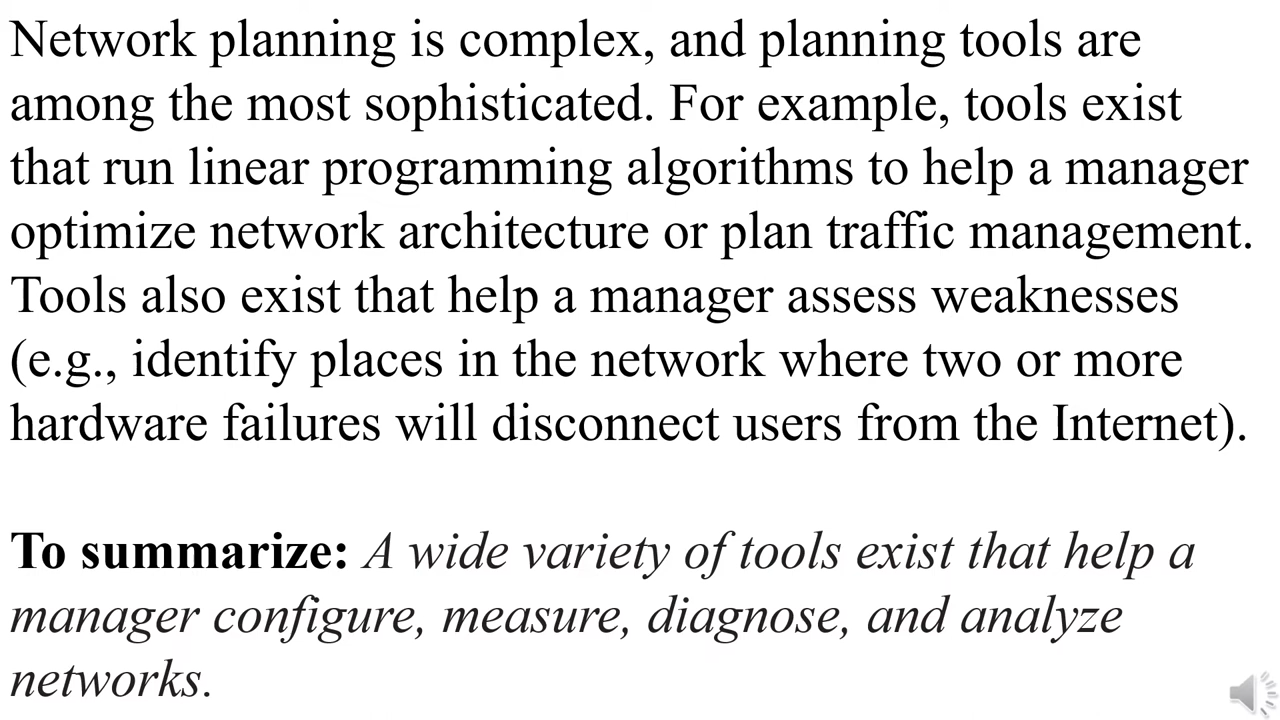 Network planning is complex, and planning tools are
among the most sophisticated. For example, tools exist
that run linear programming algorithms to help a manager
optimize network architecture or plan traffic management.
Tools also exist that help a manager assess weaknesses
(e.g., identify places in the network where two or more
hardware failures will disconnect users from the Internet).
To summarize: A wide variety of tools exist that help a
manager configure, measure, diagnose, and analyze
networks.